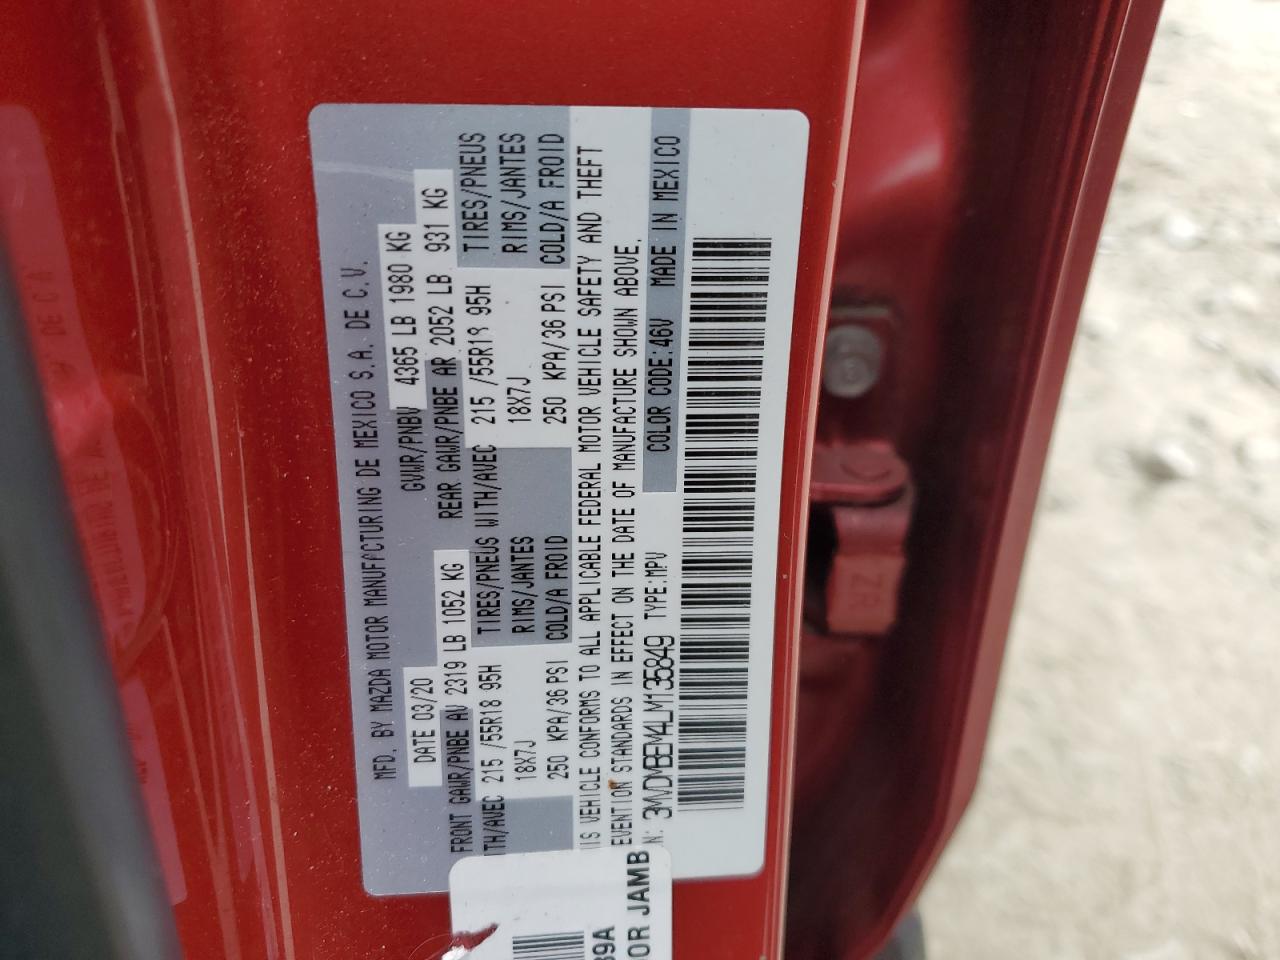 MFD. BY MAZDA MOTOR MANUFACTURING DE MEXICO S.A. DE C.V.
DATE 03/20 GVWR/PNBV 4365 LB 1980 KG
FRONT GAWR/PNBE AV 2319 LB 1052 KG REAR GAWR/PNBE AR 2052 LB 931 KG
TH/AVEC 215 /55R18 95H TIRES/PNEUS WITH/AVEC 215 /55R18 95H TIRES/PNEUS
18X7J RIMS/JANTES 18X7J RIMS/JANTES
250 KPA/36 PSI COLD/A FROID 250 KPA/36 PSI COLD/A FROID
IS VEHICLE CONFORMS TO ALL APPLICABLE FEDERAL MOTOR VEHICLE SAFETY AND THEFT
EVENTION STANDARDS IN EFFECT ON THE DATE OF MANUFACTURE SHOWN ABOVE.
N: 3MVDMBEM4LM135849 TYPE:MPV COLOR CODE:46V MADE IN MEXICO
39A
OR JAMB